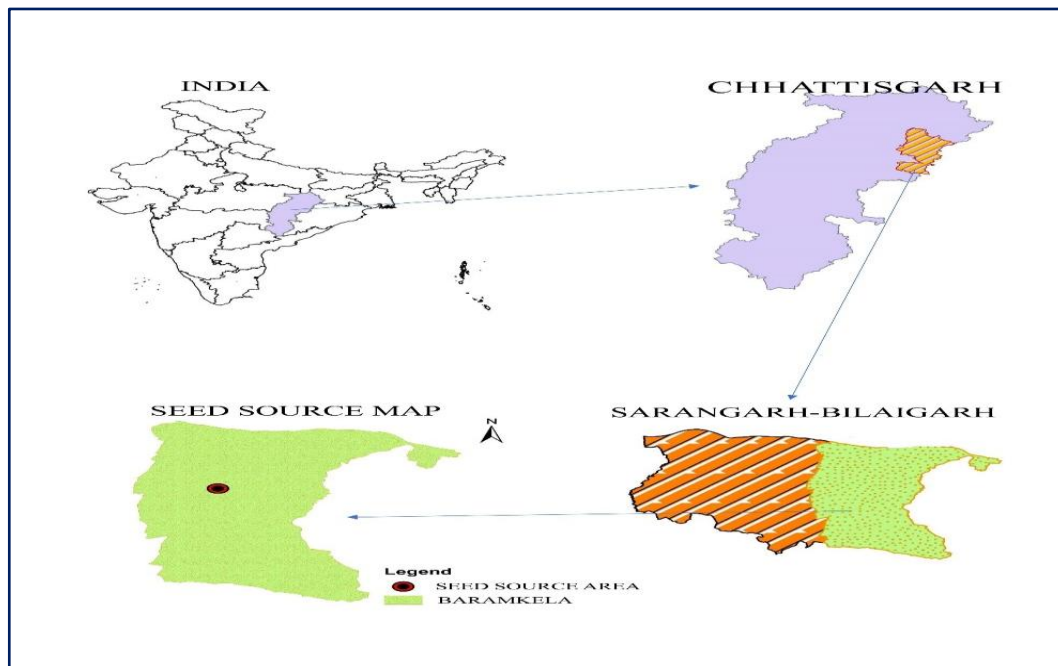 INDIA
CHHATTISGARH
SEED SOURCE MAP
N
SARANGARH-BILAIGARH
Legend
SEED SOURCE AREA
BARAMKELA